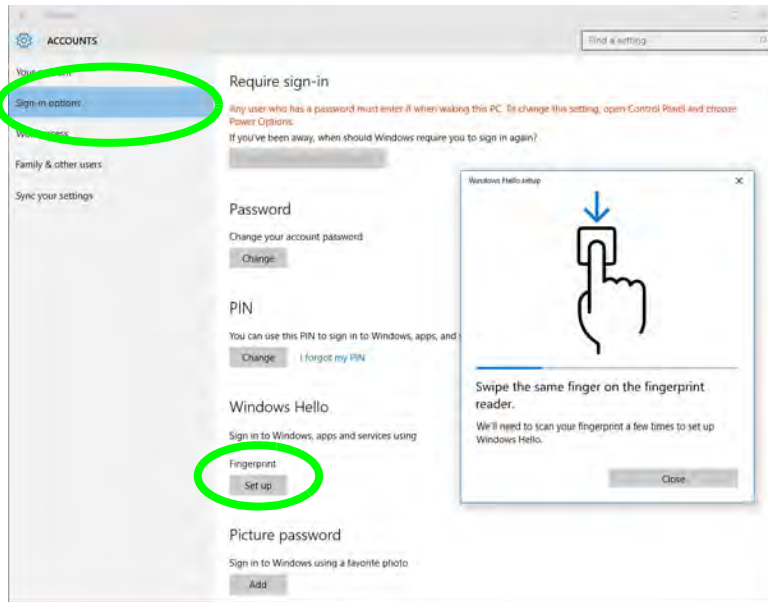 ACCOUNTS
Find a setting
Sign-in options
Family & other users
Sync your settings
Require sign-in
Any user who has a password must enter it when waking this PC. To change this setting, open Control Panel and choose
Power Options.
If you've been away, when should Windows require you to sign in again?
Password
Change your account password
Change
PIN
You can use this PIN to sign in to Windows, apps, and
Change I forgot my PIN
Windows Hello
Sign in to Windows, apps and services using
Fingerprint
Set up
Picture password
Sign in to Windows using a favorite photo
Add
Windows Hello setup
Swipe the same finger on the fingerprint
reader.
We'll need to scan your fingerprint a few times to set up
Windows Hello.
Close